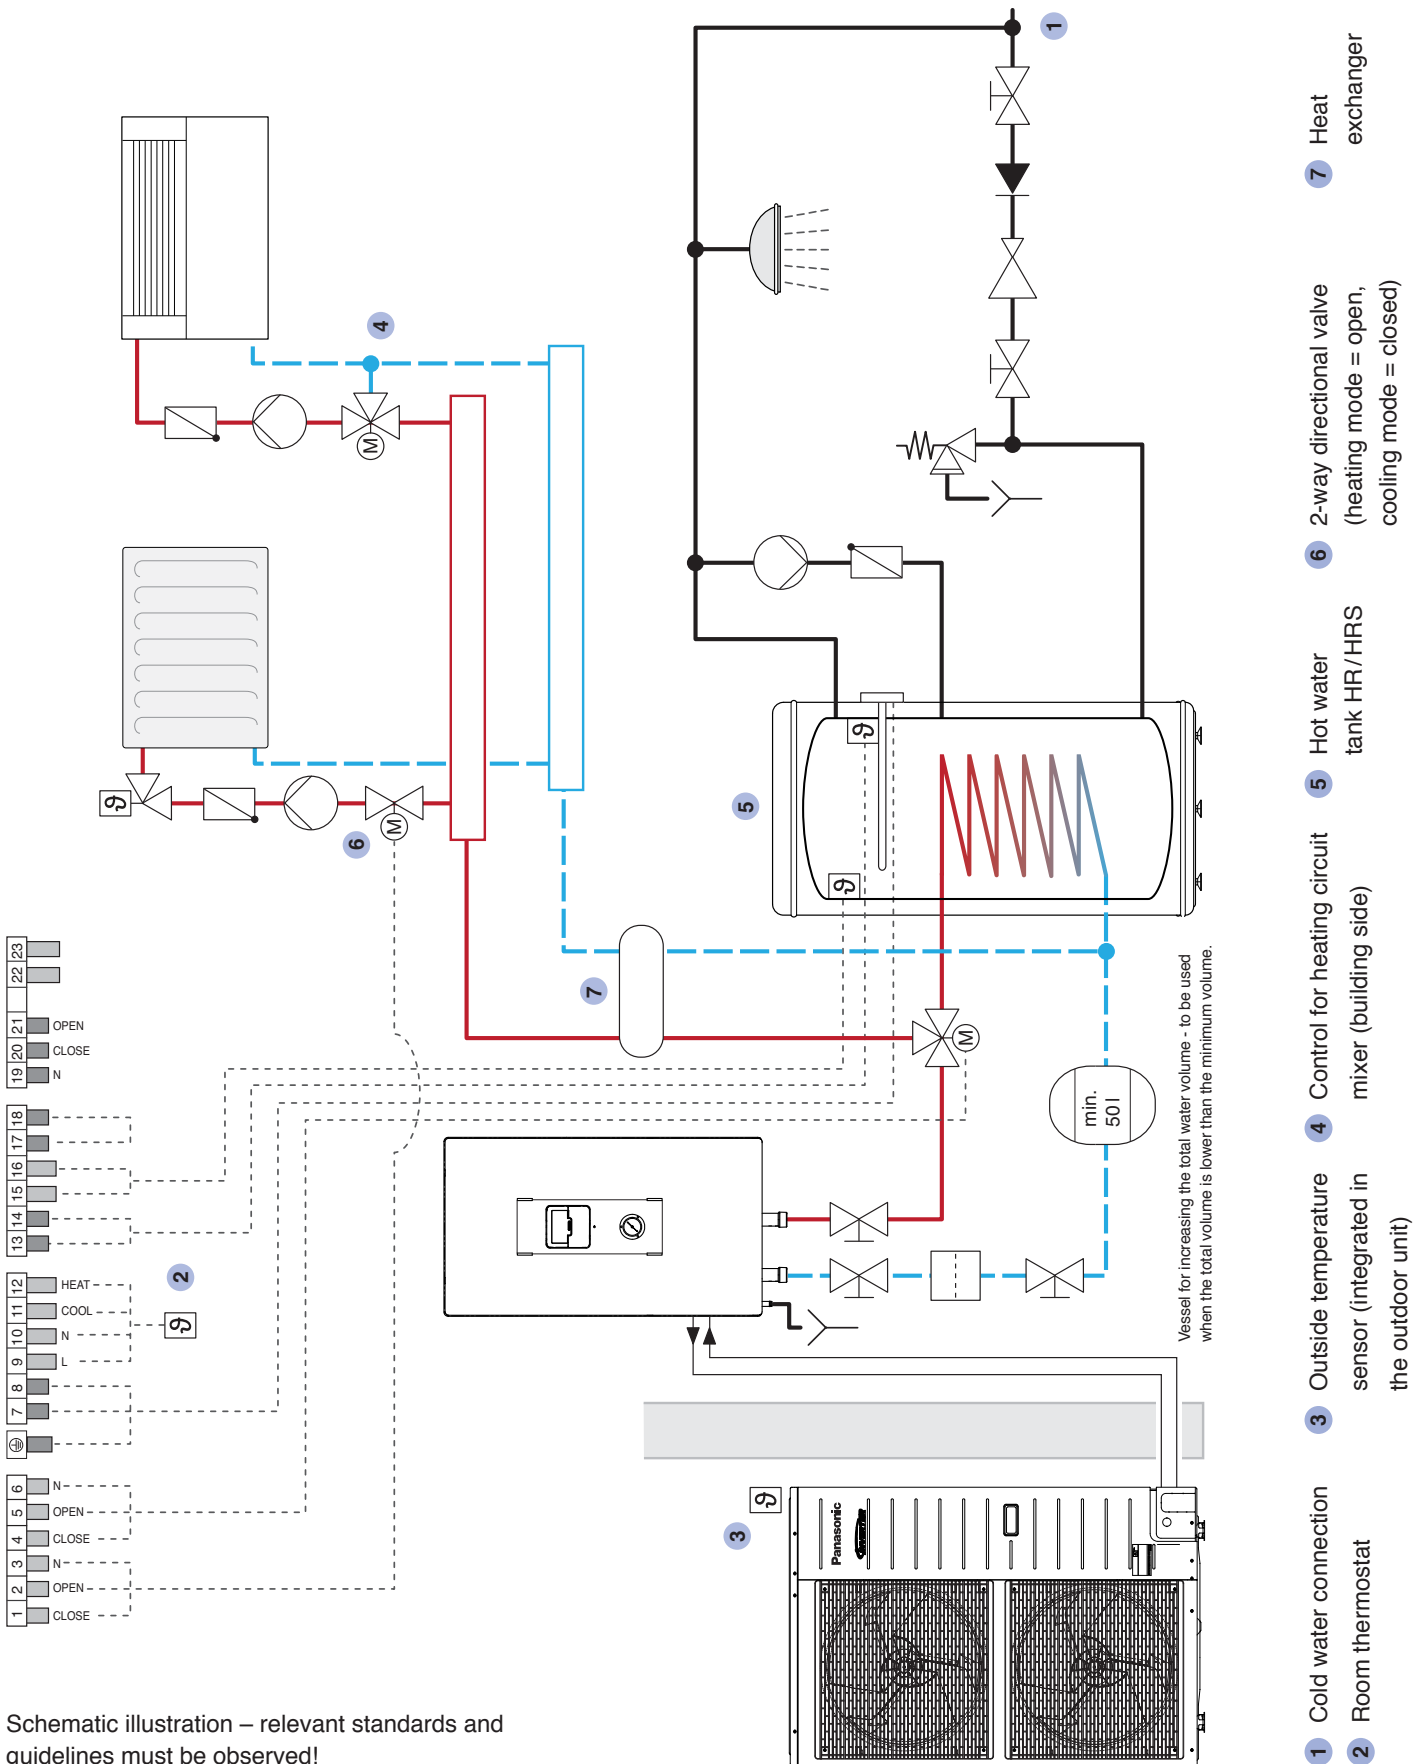 1
CLOSE
2
OPEN
3
N
4
CLOSE
5
OPEN
6
N
7
8
9
L
10
N
11
COOL
12
HEAT
13
14
15
16
17
18
19
N
20
CLOSE
21
OPEN
22
23
ϑ
2
ϑ
M
6
M
4
1
7
5
ϑ
ϑ
M
min.
50 l
Vessel for increasing the total water volume - to be used
when the total volume is lower than the minimum volume.
3
ϑ
Panasonic
INVERTER
1 Cold water connection
2 Room thermostat
3 Outside temperature
sensor (integrated in
the outdoor unit)
4 Control for heating circuit
mixer (building side)
5 Hot water
tank HR/HRS
6 2-way directional valve
(heating mode = open,
cooling mode = closed)
7 Heat
exchanger
Schematic illustration – relevant standards and
guidelines must be observed!